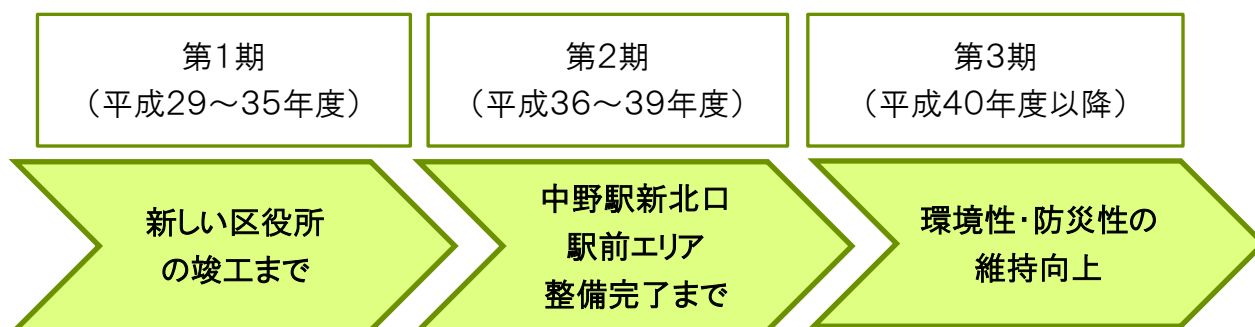 第1期
（平成29～35年度）
第2期
（平成36～39年度）
第3期
（平成40年度以降）
新しい区役所
の竣工まで
中野駅新北口
駅前エリア
整備完了まで
環境性・防災性の
維持向上